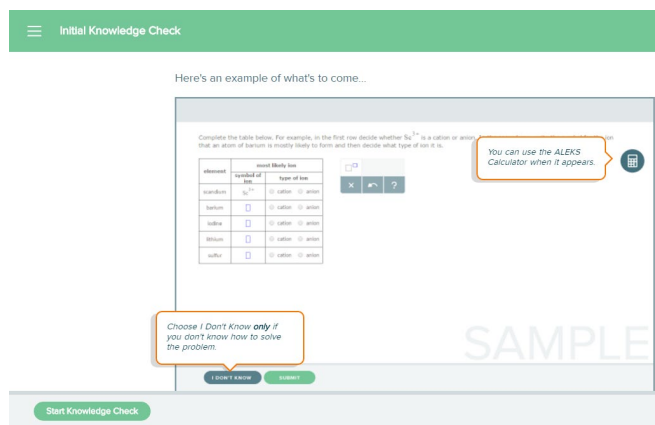 Initial Knowledge Check
Here's an example of what's to come...
Complete the table below. For example, in the first row decide whether Sc³⁺ is a cation or anion.
ion
that an atom of barium is mostly likely to form and then decide what type of ion it is.
You can use the ALEKS
Calculator when it appears.
element
most likely ion
symbol of
ion
type of ion
scandium Sc³⁺ cation anion
barium cation anion
iodine cation anion
lithium cation anion
sulfur cation anion
× ?
Choose I Don't Know only if
you don't know how to solve
the problem.
SAMPLE
I DON'T KNOW SUBMIT
Start Knowledge Check